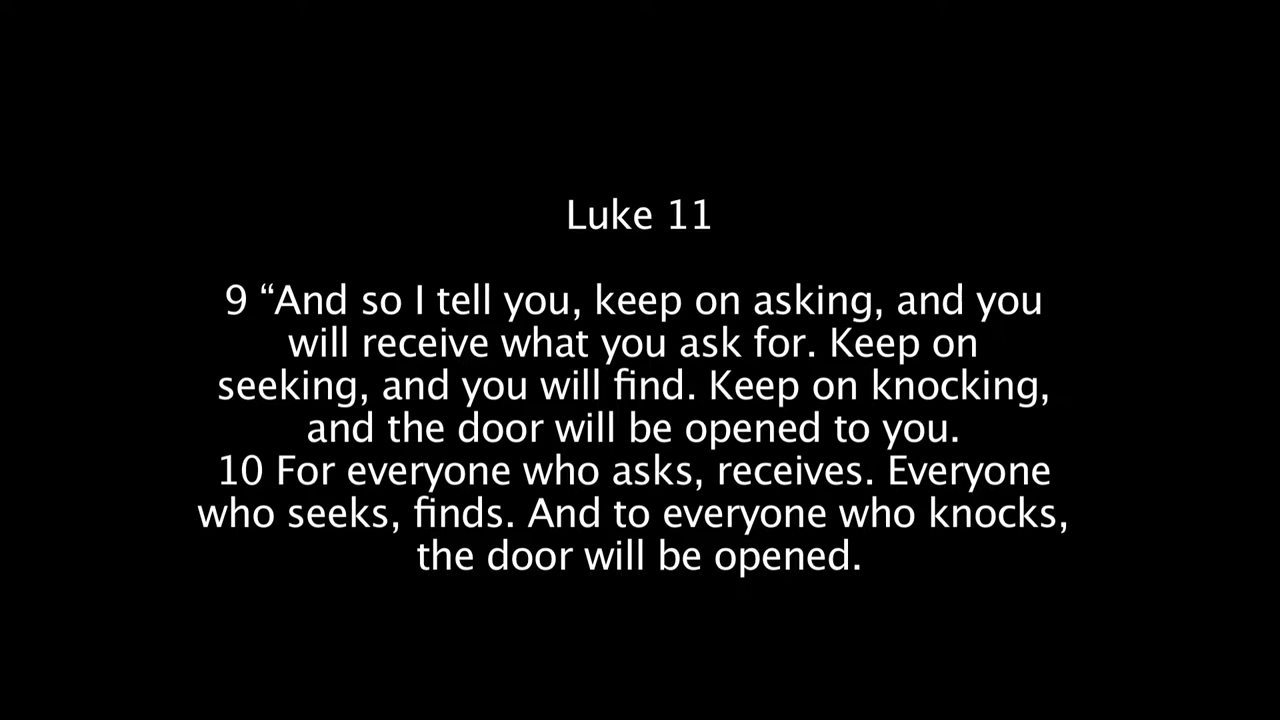 Luke 11
9 “And so I tell you, keep on asking, and you
will receive what you ask for. Keep on
seeking, and you will find. Keep on knocking,
and the door will be opened to you.
10 For everyone who asks, receives. Everyone
who seeks, finds. And to everyone who knocks,
the door will be opened.